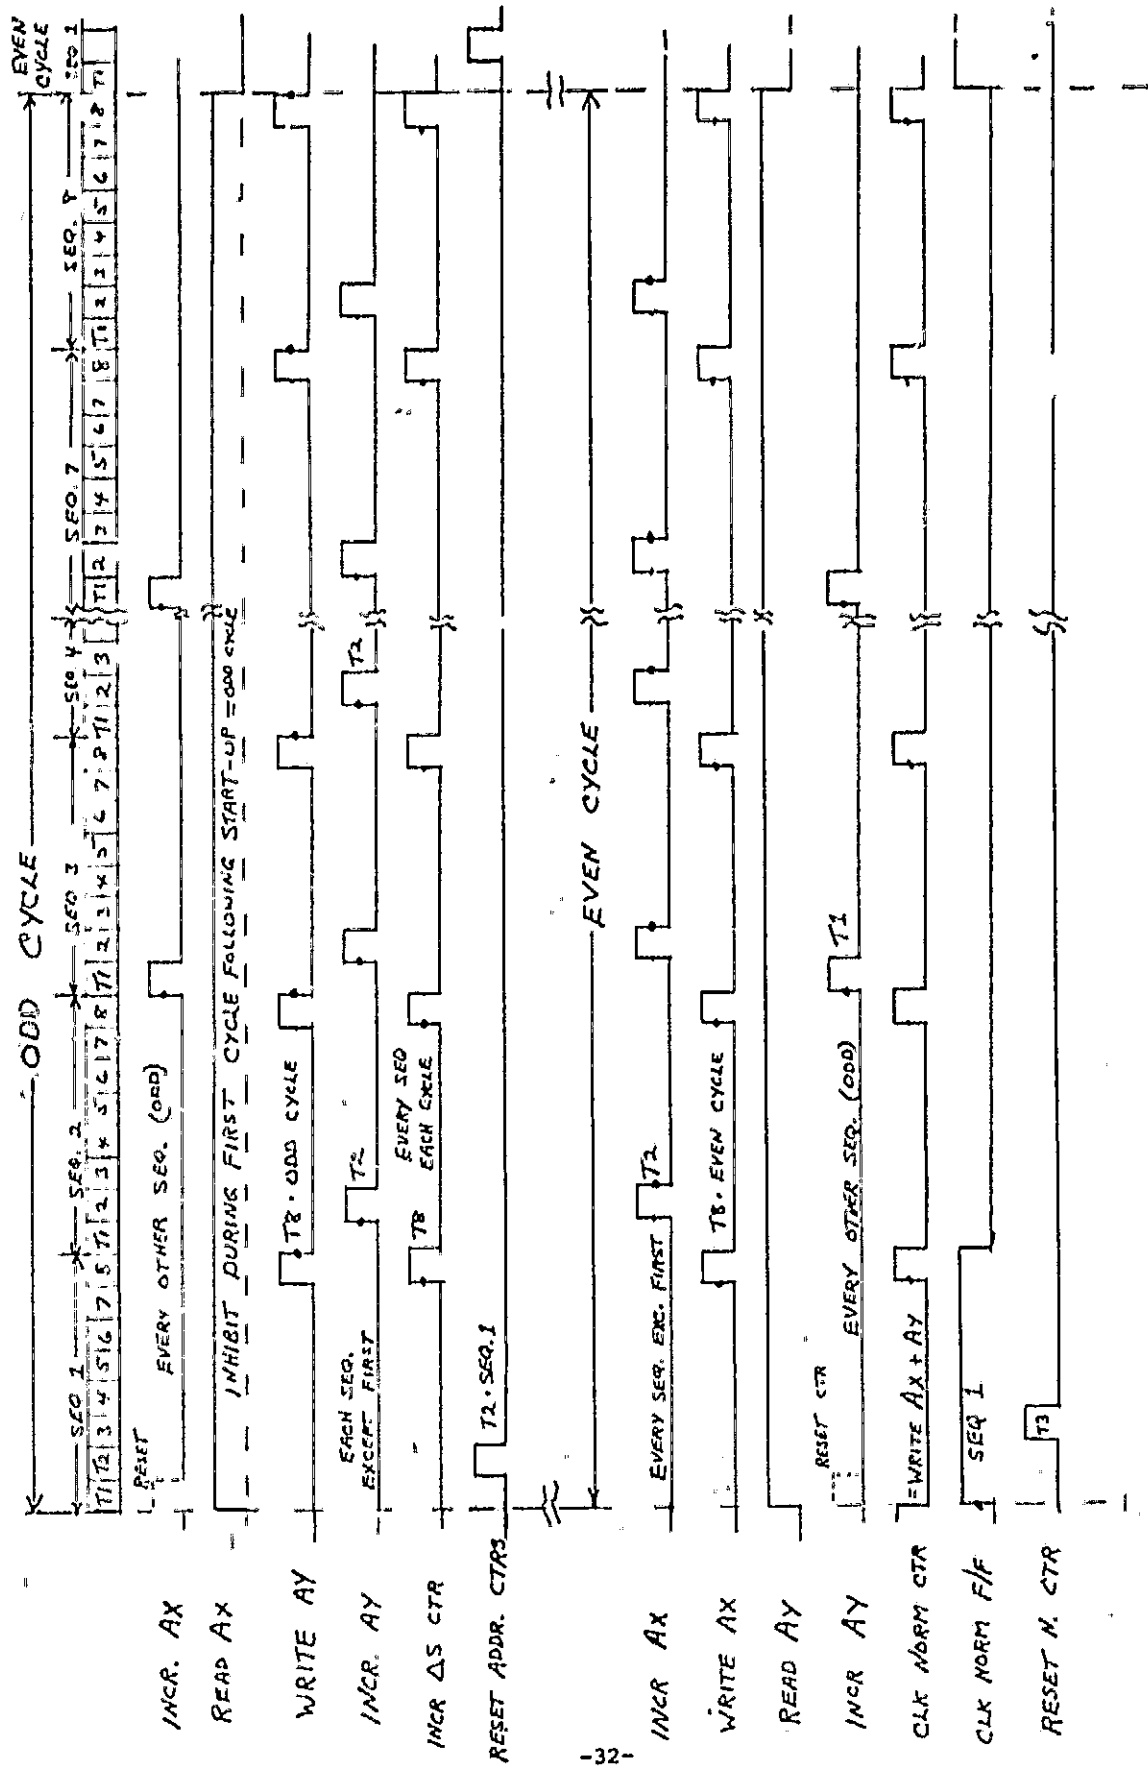 ODD CYCLE
EVEN CYCLE
SEQ 1
SEQ. 2
SEQ 3
SEQ 4
SEQ. 7
SEQ. 8
SEQ 1
T1 T2 3 4 5 6 7 8 T1 2 3 4 5 6 7 8 T1 2 3 4 5 6 7 8 T1 2 3 T1 2 3 4 5 6 7 8 T1 2 3 4 5 6 7 8 T1
INCR. AX
RESET
EVERY OTHER SEQ. (ODD)
READ AX
INHIBIT DURING FIRST CYCLE FOLLOWING START-UP = ODD CYCLE
WRITE AY
T8 · ODD CYCLE
INCR. AY
EACH SEQ.
EXCEPT FIRST
T2
T2
INCR ΔS CTR
T8
EVERY SEQ
EACH CYCLE
RESET ADDR. CTRS
T2 · SEQ. 1
EVEN CYCLE
INCR AX
EVERY SEQ. EXC. FIRST
T2
WRITE AX
T8 · EVEN CYCLE
READ AY
INCR AY
RESET CTR
EVERY OTHER SEQ. (ODD)
T1
CLK NORM CTR
=WRITE AX + AY
CLK NORM F/F
SEQ 1
RESET N. CTR
T3
-32-